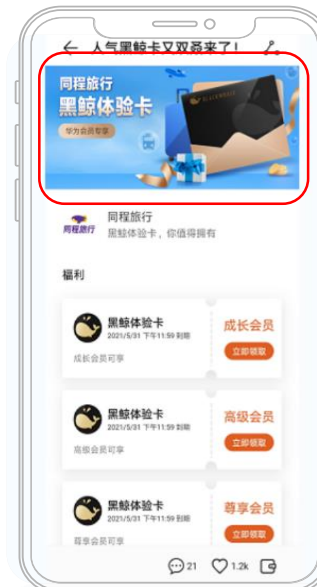 人气黑鲸卡又双叒来了!
同程旅行
黑鲸体验卡
华为会员专享
BLACKWHALE
同程旅行
同程旅行
黑鲸体验卡，你值得拥有
福利
黑鲸体验卡
2021/5/31 下午11:59 到期
成长会员可享
成长会员
立即领取
黑鲸体验卡
2021/5/31 下午11:59 到期
高级会员可享
高级会员
立即领取
黑鲸体验卡
2021/5/31 下午11:59 到期
尊享会员可享
尊享会员
立即领取
21
1.2k